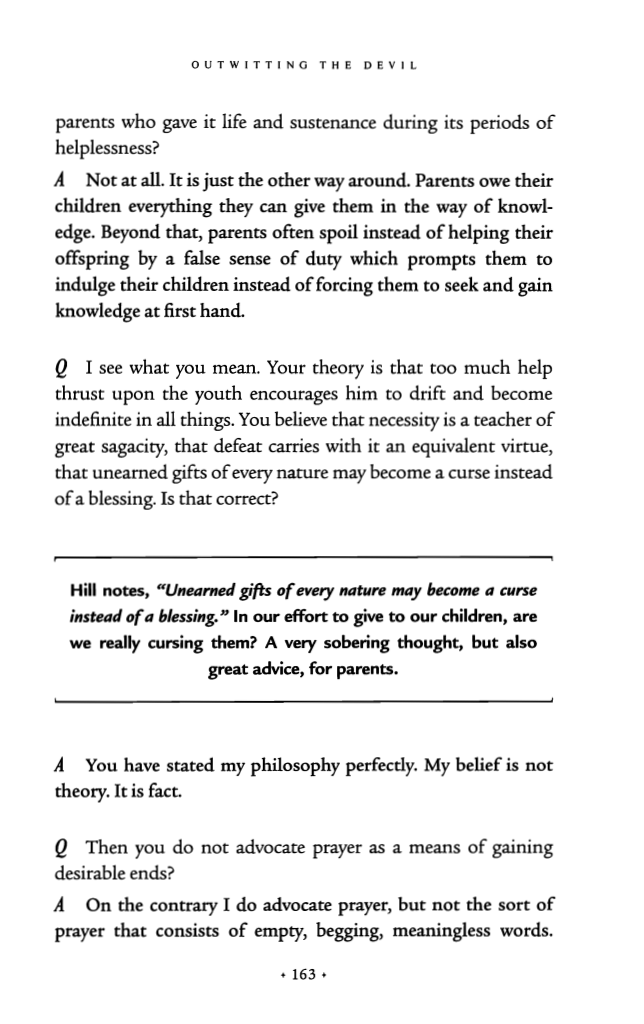 OUTWITTING THE DEVIL
parents who gave it life and sustenance during its periods of
helplessness?
A Not at all. It is just the other way around. Parents owe their
children everything they can give them in the way of knowl-
edge. Beyond that, parents often spoil instead of helping their
offspring by a false sense of duty which prompts them to
indulge their children instead of forcing them to seek and gain
knowledge at first hand.
Q I see what you mean. Your theory is that too much help
thrust upon the youth encourages him to drift and become
indefinite in all things. You believe that necessity is a teacher of
great sagacity, that defeat carries with it an equivalent virtue,
that unearned gifts of every nature may become a curse instead
of a blessing. Is that correct?
Hill notes, “Unearned gifts of every nature may become a curse
instead of a blessing.” In our effort to give to our children, are
we really cursing them? A very sobering thought, but also
great advice, for parents.
A You have stated my philosophy perfectly. My belief is not
theory. It is fact.
Q Then you do not advocate prayer as a means of gaining
desirable ends?
A On the contrary I do advocate prayer, but not the sort of
prayer that consists of empty, begging, meaningless words.
• 163 •